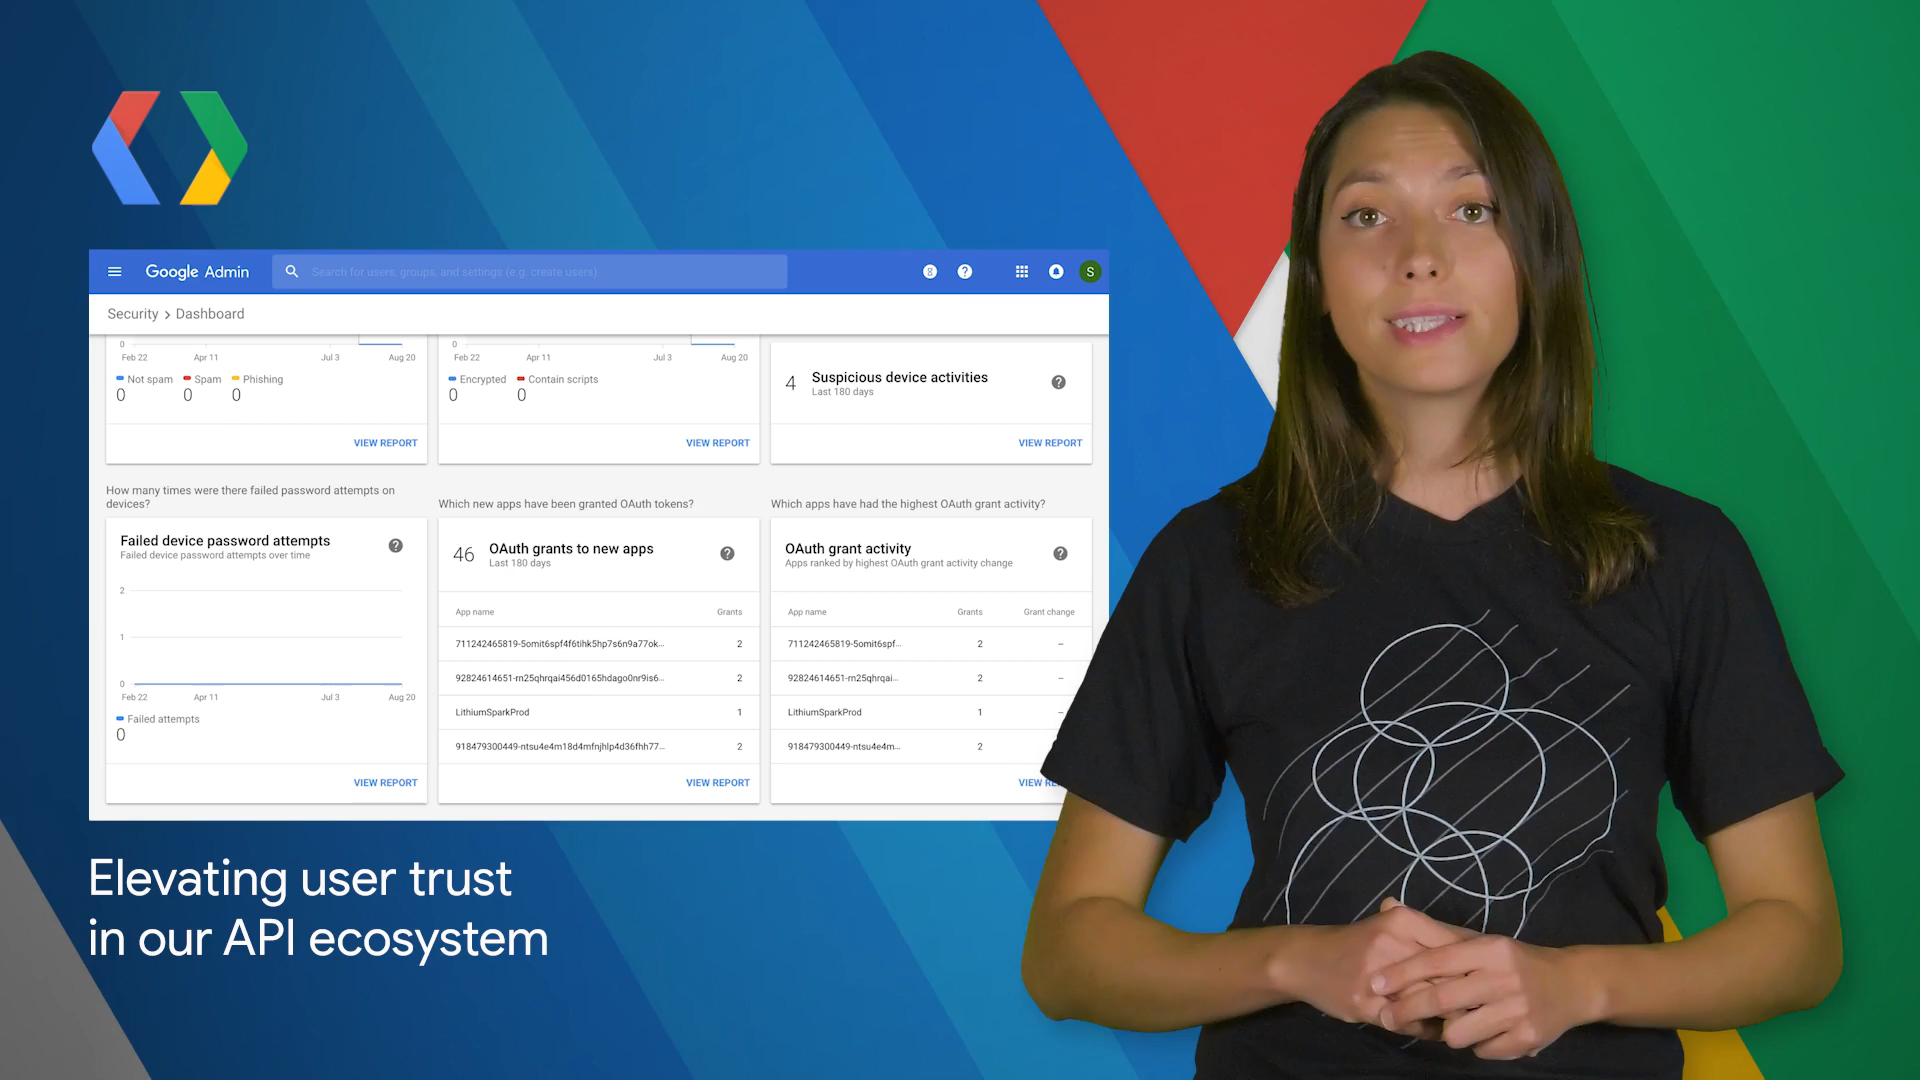 Google Admin
Search for users, groups, and settings (e.g. create users)
S
Security > Dashboard
0
Feb 22 Apr 11 Jul 3 Aug 20
Not spam Spam Phishing
0 0 0
VIEW REPORT
0
Feb 22 Apr 11 Jul 3 Aug 20
Encrypted Contain scripts
0 0
VIEW REPORT
4 Suspicious device activities
Last 180 days
VIEW REPORT
How many times were there failed password attempts on
devices?
Failed device password attempts
Failed device password attempts over time
2
1
0
Feb 22 Apr 11 Jul 3 Aug 20
Failed attempts
0
VIEW REPORT
Which new apps have been granted OAuth tokens?
46 OAuth grants to new apps
Last 180 days
App name Grants
711242465819-5omit6spf4f6tihk5hp7s6n9a77ok... 2
92824614651-rn25qhrqai456d0165hdago0nr9is6... 2
LithiumSparkProd 1
918479300449-ntsu4e4m18d4mfnjhlp4d36fhh77... 2
VIEW REPORT
Which apps have had the highest OAuth grant activity?
OAuth grant activity
Apps ranked by highest OAuth grant activity change
App name Grants Grant change
711242465819-5omit6spf... 2 –
92824614651-rn25qhrqai... 2 –
LithiumSparkProd 1 –
918479300449-ntsu4e4m... 2
VIEW
Elevating user trust
in our API ecosystem